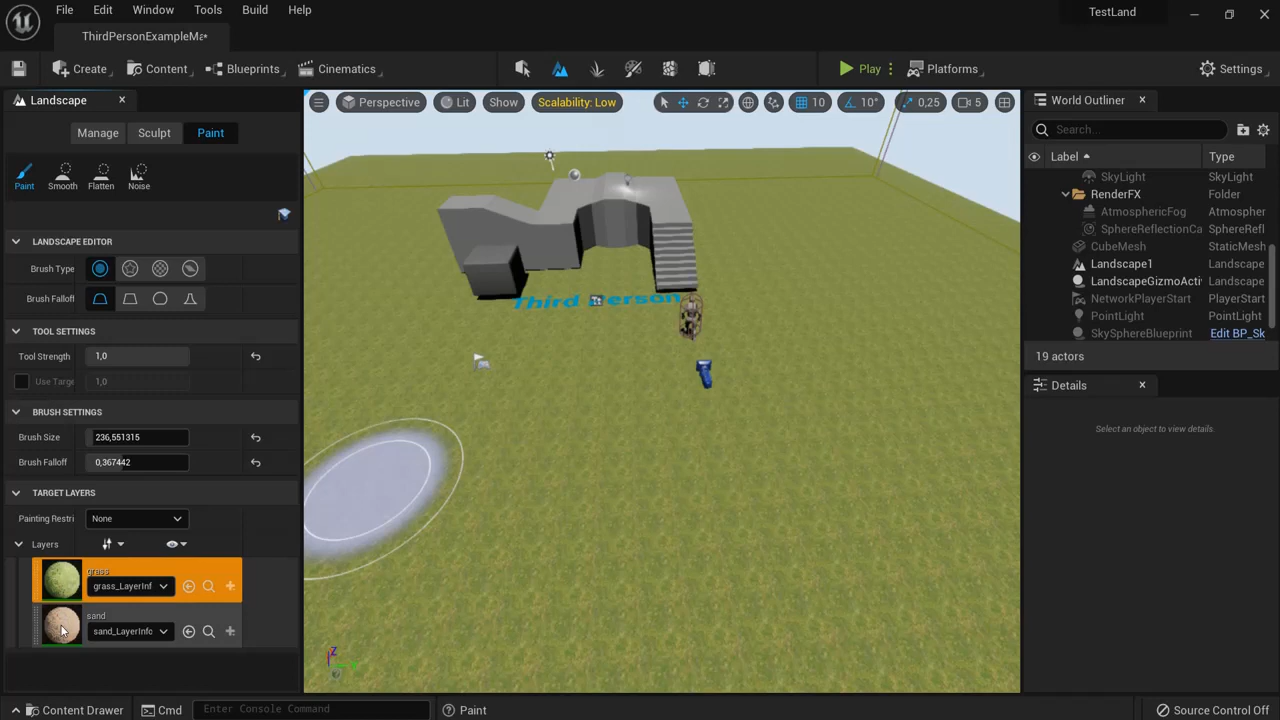 File Edit Window Tools Build Help
TestLand
ThirdPersonExampleMa*
Create Content Blueprints Cinematics Play Platforms Settings
Landscape
Perspective Lit Show Scalability: Low 10 10° 0,25 5
World Outliner
Manage Sculpt Paint
Search...
Label Type
Paint Smooth Flatten Noise
SkyLight SkyLight
RenderFX Folder
AtmosphericFog Atmospher
SphereReflectionCa SphereRefl
CubeMesh StaticMesh
Landscape1 Landscape
LandscapeGizmoActiv Landscape
NetworkPlayerStart PlayerStart
PointLight PointLight
SkySphereBlueprint Edit BP_Sk
19 actors
Details
Select an object to view details.
LANDSCAPE EDITOR
Brush Type
Brush Falloff
TOOL SETTINGS
Tool Strength 1,0
Use Targe 1,0
BRUSH SETTINGS
Brush Size 236,551315
Brush Falloff 0,367442
TARGET LAYERS
Painting Restri None
Layers
grass
grass_LayerInf
sand
sand_LayerInfo
Third Person
Z
Content Drawer Cmd Enter Console Command Paint Source Control Off